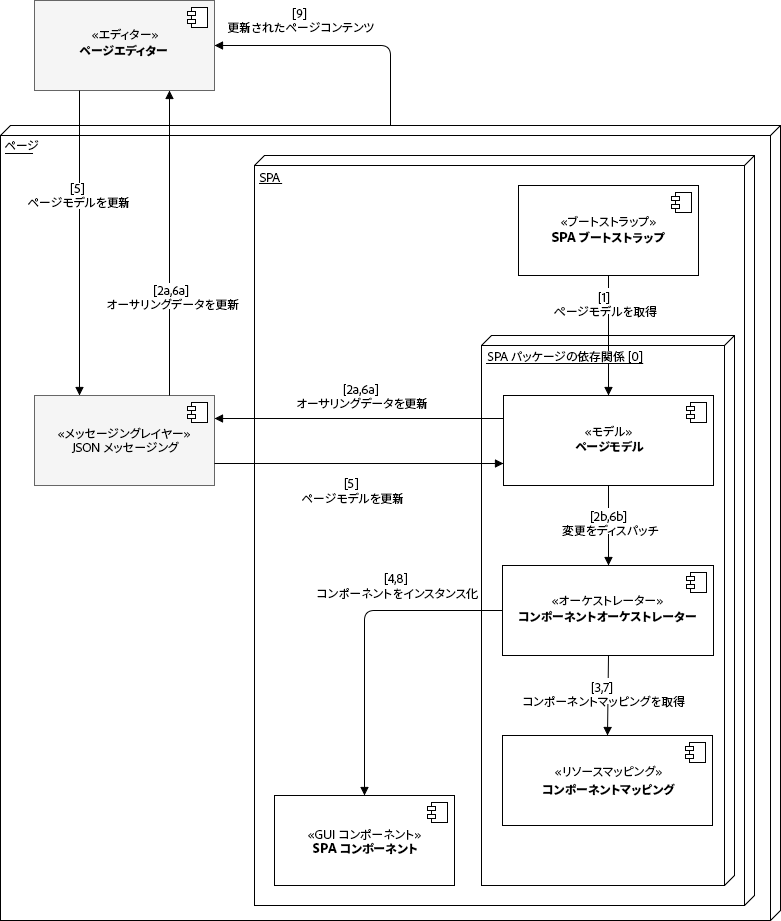 «エディター»
ページエディター
[9]
更新されたページコンテンツ
ページ
[5]
ページモデルを更新
[2a,6a]
オーサリングデータを更新
SPA
«ブートストラップ»
SPA ブートストラップ
[1]
ページモデルを取得
SPA パッケージの依存関係 [0]
«メッセージングレイヤー»
JSON メッセージング
[2a,6a]
オーサリングデータを更新
[5]
ページモデルを更新
«モデル»
ページモデル
[2b,6b]
変更をディスパッチ
[4,8]
コンポーネントをインスタンス化
«オーケストレーター»
コンポーネントオーケストレーター
[3,7]
コンポーネントマッピングを取得
«リソースマッピング»
コンポーネントマッピング
«GUI コンポーネント»
SPA コンポーネント